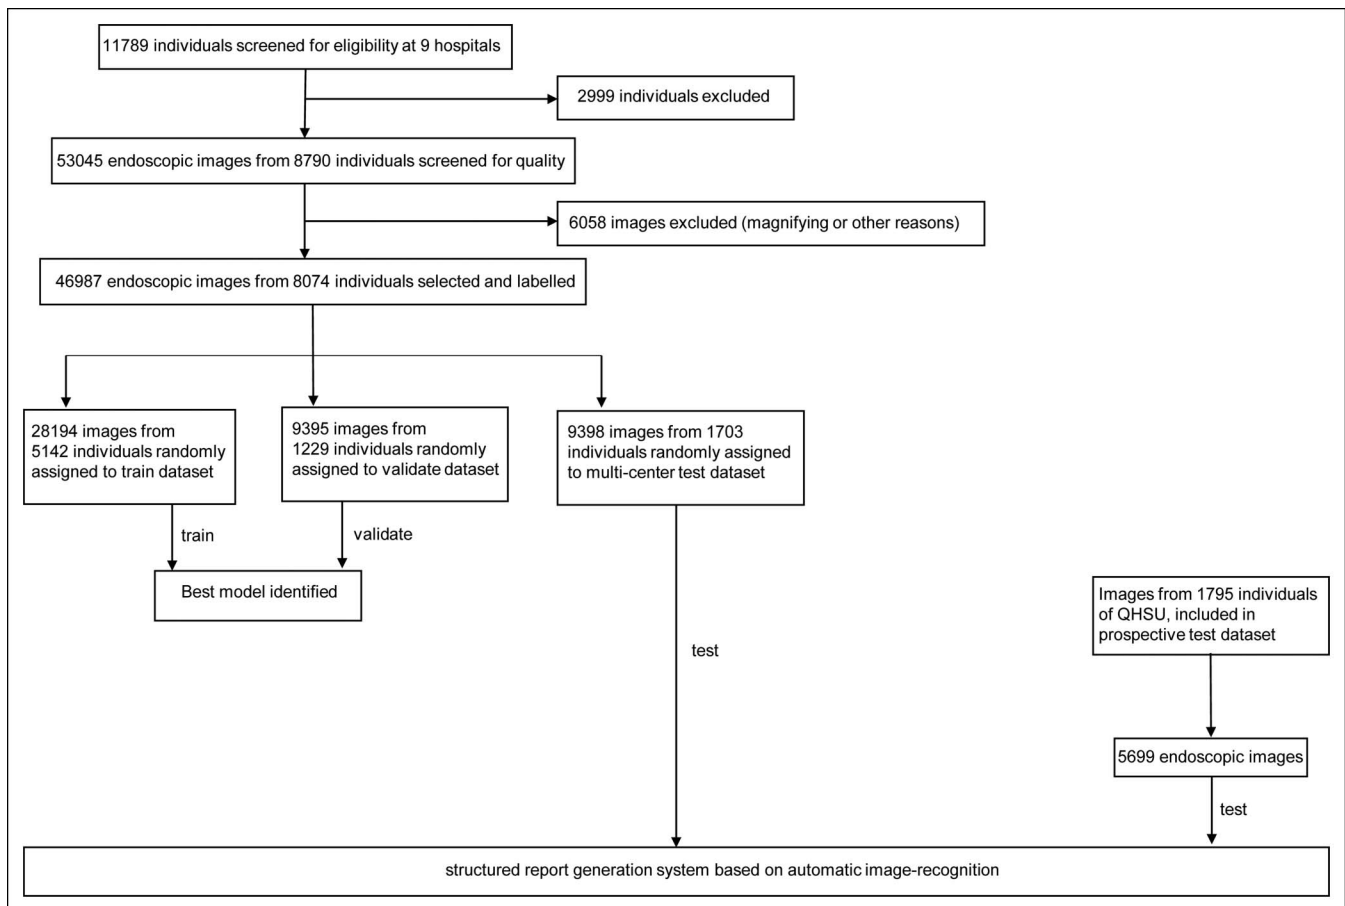 11789 individuals screened for eligibility at 9 hospitals
2999 individuals excluded
53045 endoscopic images from 8790 individuals screened for quality
6058 images excluded (magnifying or other reasons)
46987 endoscopic images from 8074 individuals selected and labelled
28194 images from
5142 individuals randomly
assigned to train dataset
9395 images from
1229 individuals randomly
assigned to validate dataset
9398 images from 1703
individuals randomly assigned
to multi-center test dataset
train
validate
Best model identified
Images from 1795 individuals
of QHSU, included in
prospective test dataset
test
5699 endoscopic images
test
structured report generation system based on automatic image-recognition